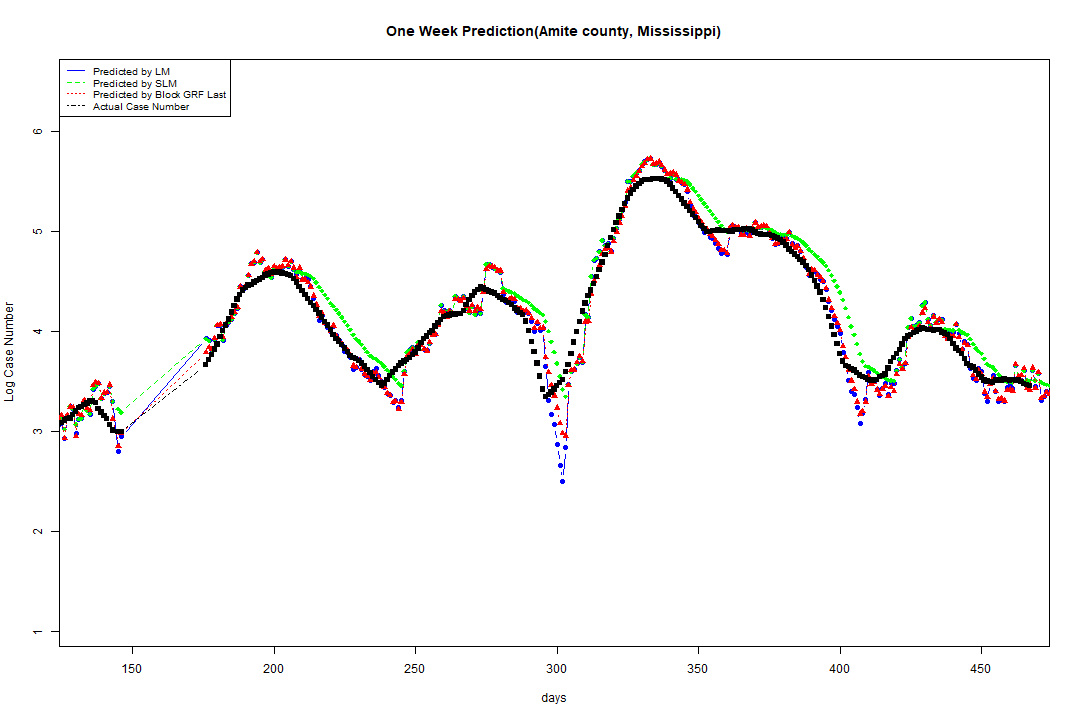 One Week Prediction(Amite county, Mississippi)
Predicted by LM
Predicted by SLM
Predicted by Block GRF Last
Actual Case Number
6
5
4
3
2
1
Log Case Number
150 200 250 300 350 400 450
days